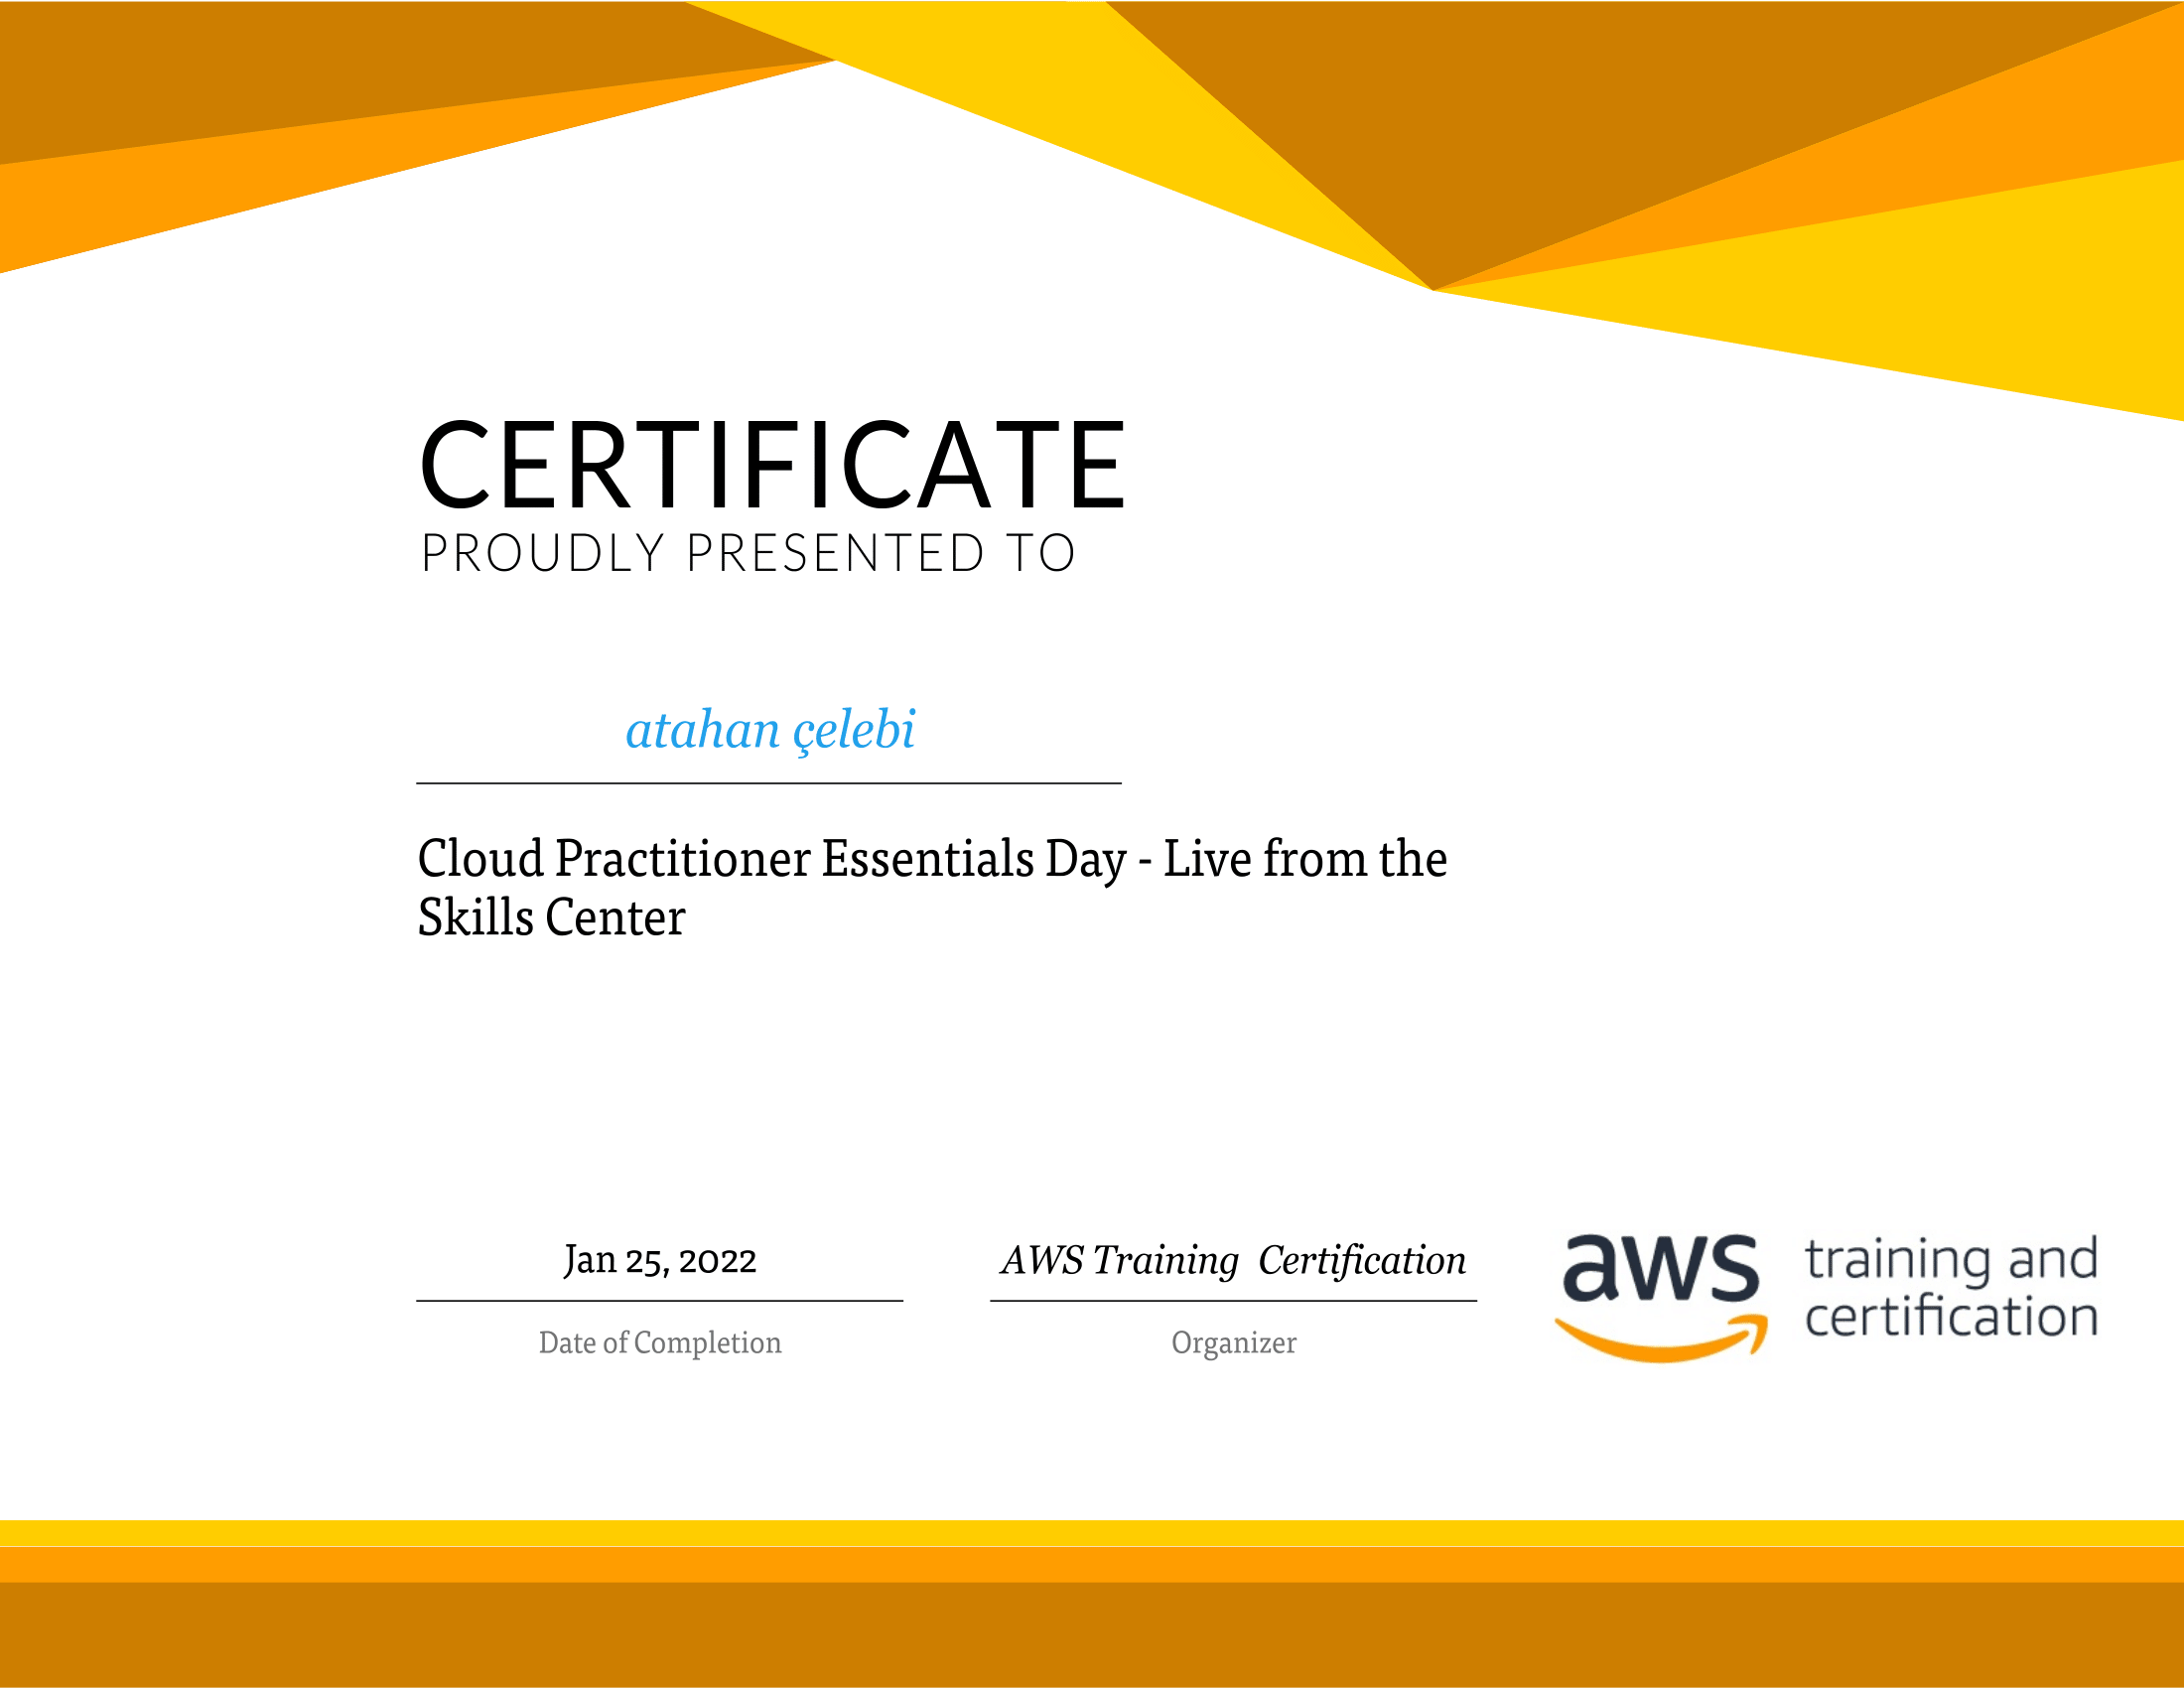 CERTIFICATE
PROUDLY PRESENTED TO
atahan çelebi
Cloud Practitioner Essentials Day - Live from the
Skills Center
Jan 25, 2022
Date of Completion
AWS Training  Certification
Organizer
aws
training and
certification